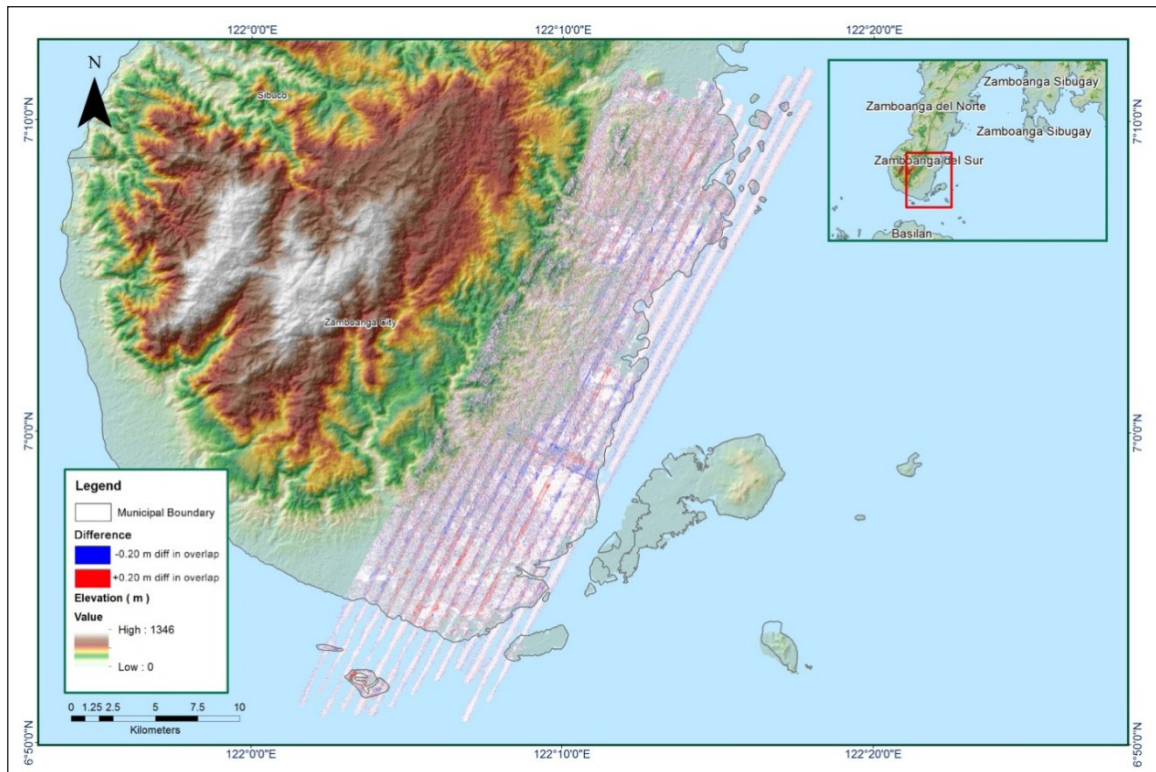 122°0'0"E
122°10'0"E
122°20'0"E
N
Sibuco
Zamboanga city
7°10'0"N
7°10'0"N
7°0'0"N
7°0'0"N
6°50'0"N
6°50'0"N
Zamboanga Sibugay
Zamboanga del Norte
Zamboanga Sibugay
Zamboanga del Sur
Basilan
Legend
Municipal Boundary
Difference
-0.20 m diff in overlap
+0.20 m diff in overlap
Elevation ( m )
Value
High : 1346
Low : 0
0 1.25 2.5 5 7.5 10
Kilometers
122°0'0"E
122°10'0"E
122°20'0"E